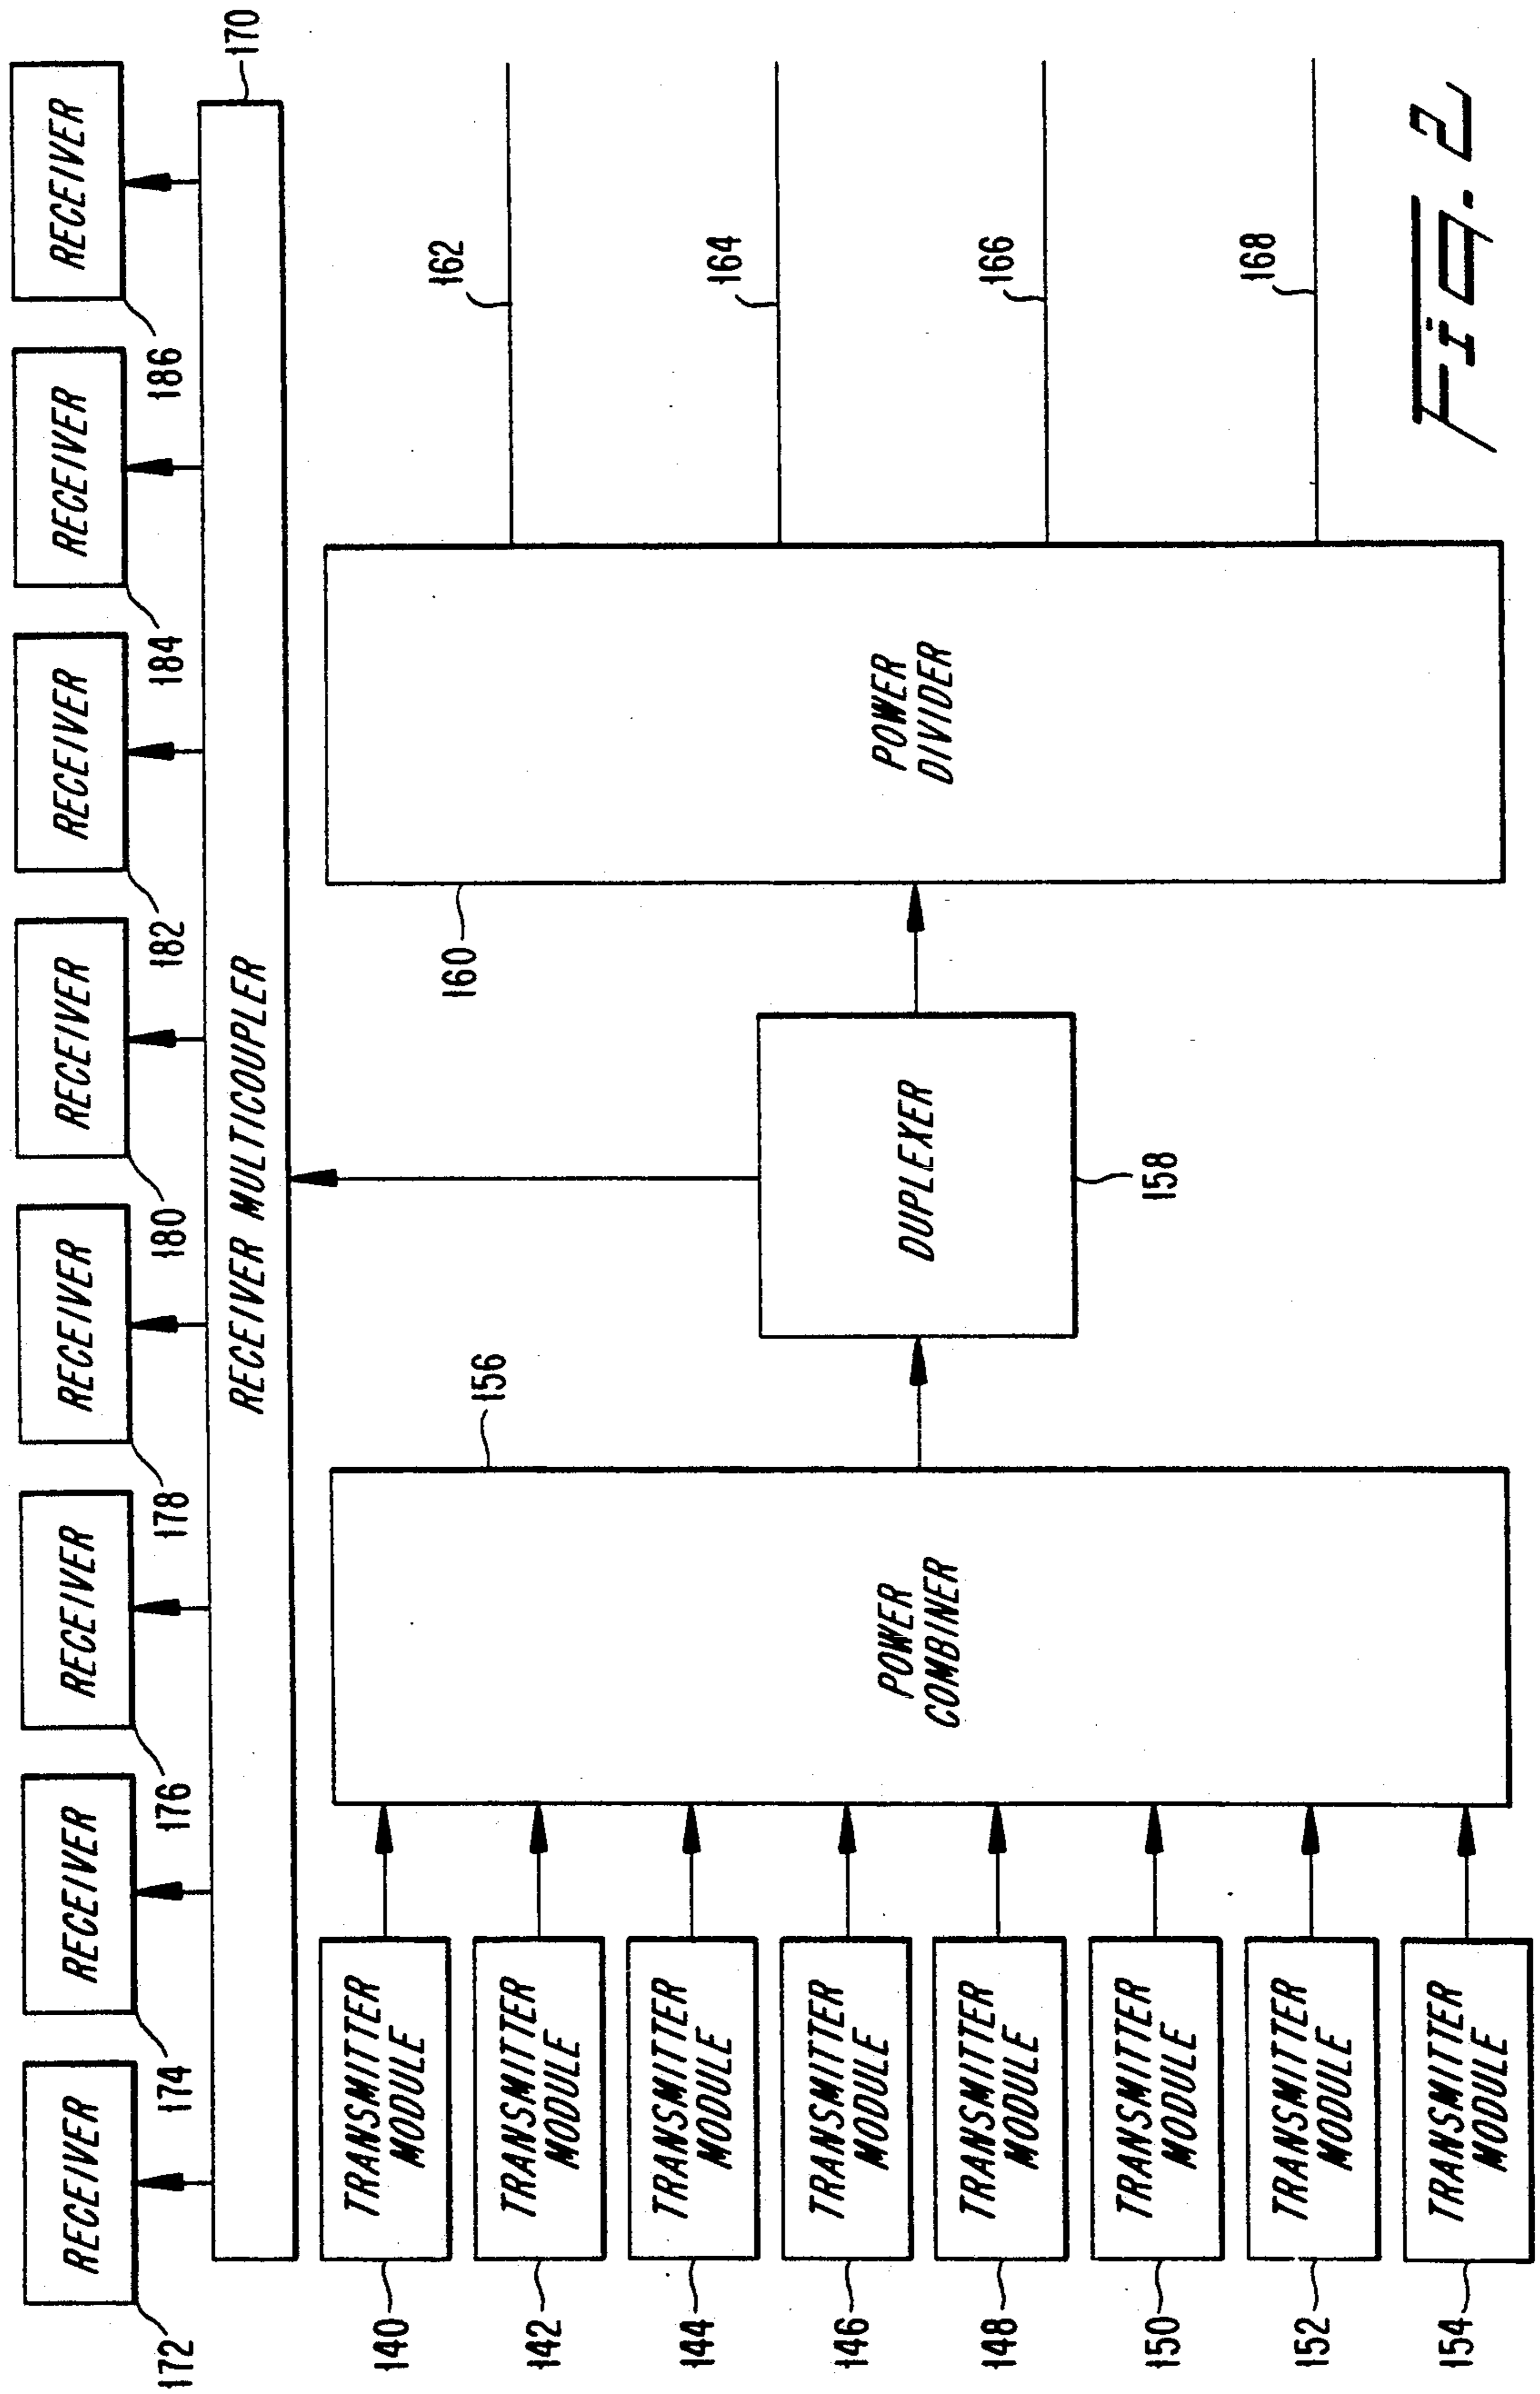 RECEIVER
RECEIVER
RECEIVER
RECEIVER
RECEIVER
RECEIVER
RECEIVER
RECEIVER
172
174
176
178
180
182
184
186
RECEIVER MULTICOUPLER
170
140
TRANSMITTER
MODULE
142
TRANSMITTER
MODULE
144
TRANSMITTER
MODULE
146
TRANSMITTER
MODULE
148
TRANSMITTER
MODULE
150
TRANSMITTER
MODULE
152
TRANSMITTER
MODULE
154
TRANSMITTER
MODULE
156
POWER
COMBINER
DUPLEXER
158
160
POWER
DIVIDER
162
164
166
168
FIG. 2